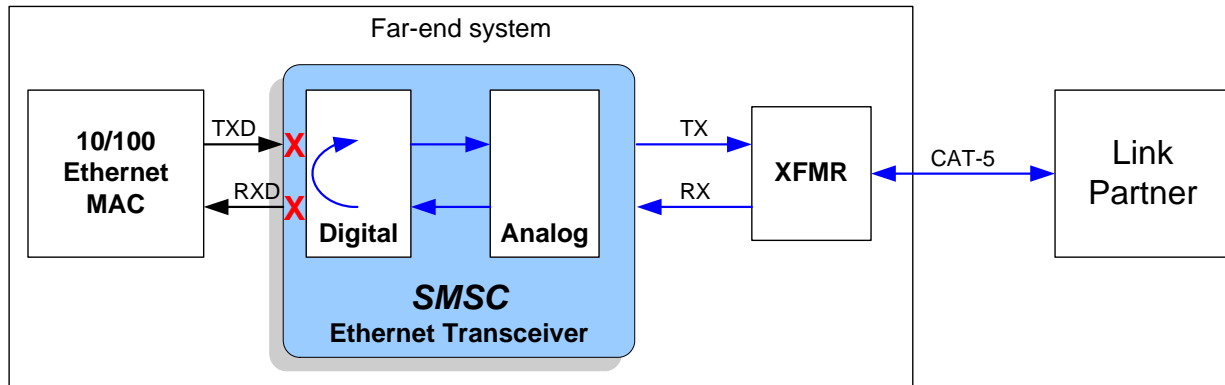 Far-end system
10/100
Ethernet
MAC
TXD
RXD
X
X
Digital
Analog
SMSC
Ethernet Transceiver
TX
RX
XFMR
CAT-5
Link
Partner